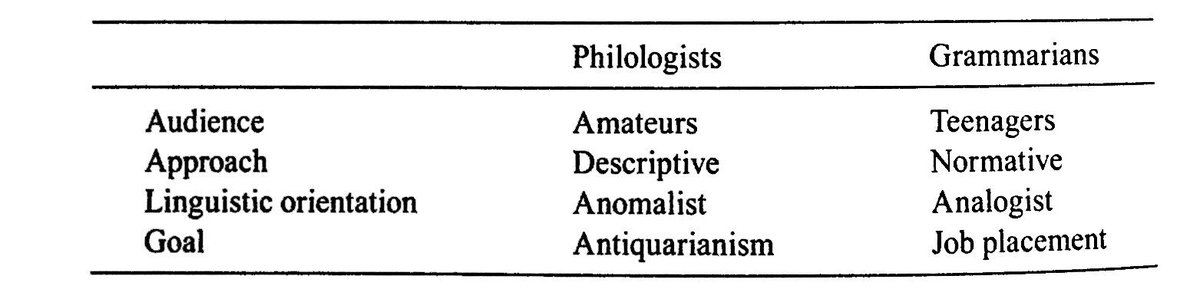 Philologists Grammarians
Audience Amateurs Teenagers
Approach Descriptive Normative
Linguistic orientation Anomalist Analogist
Goal Antiquarianism Job placement